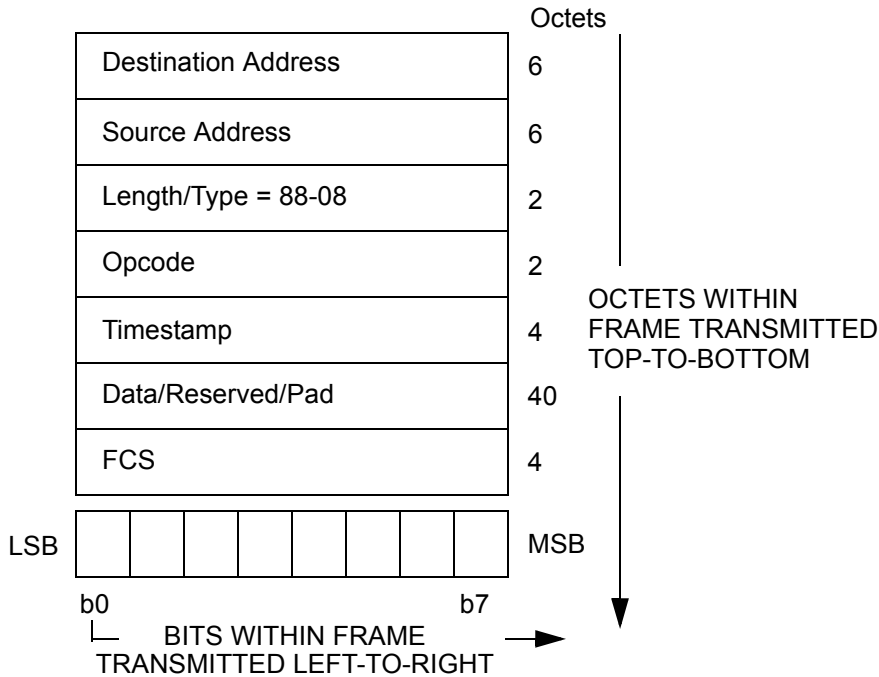 Octets
Destination Address 6
Source Address 6
Length/Type = 88-08 2
Opcode 2
Timestamp 4
Data/Reserved/Pad 40
FCS 4
OCTETS WITHIN
FRAME TRANSMITTED
TOP-TO-BOTTOM
LSB MSB
b0 b7
BITS WITHIN FRAME
TRANSMITTED LEFT-TO-RIGHT